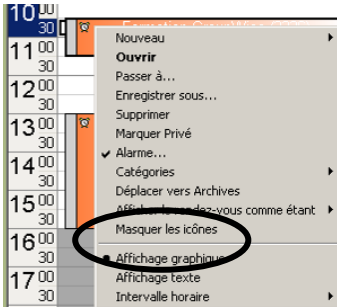 10 00
30
Nouveau
11 00
Ouvrir
30
Passer à...
12 00
Enregistrer sous...
30
Supprimer
13 00
Marquer Privé
30
Alarme...
14 00
Catégories
30
Déplacer vers Archives
15 00
Afficher le rendez-vous comme étant
30
Masquer les icônes
16 00
Affichage graphique
30
17 00
Affichage texte
30
Intervalle horaire